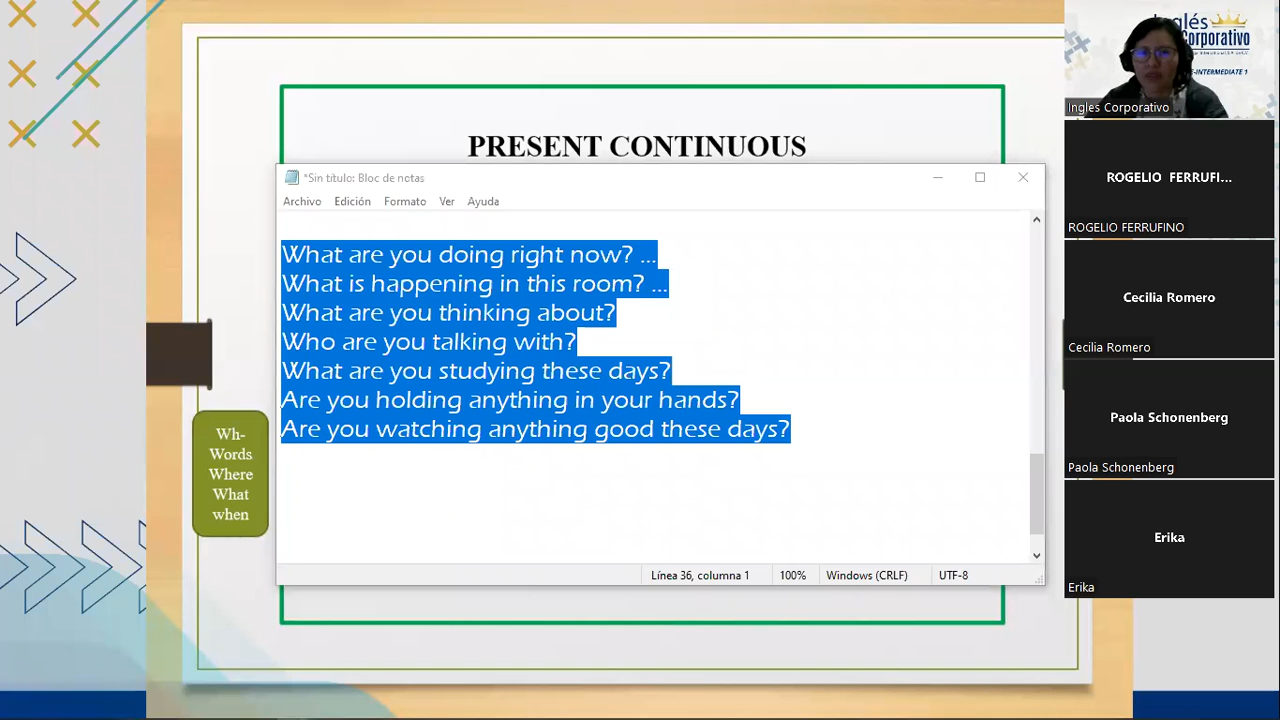 PRESENT CONTINUOUS
*Sin título: Bloc de notas
Archivo Edición Formato Ver Ayuda
What are you doing right now? ...
What is happening in this room? ...
What are you thinking about?
Who are you talking with?
What are you studying these days?
Are you holding anything in your hands?
Are you watching anything good these days?
Línea 36, columna 1 100% Windows (CRLF) UTF-8
Wh-
Words
Where
What
when
Inglés
Corporativo
E-INTERMEDIATE 1
Ingles Corporativo
ROGELIO FERRUFI...
ROGELIO FERRUFINO
Cecilia Romero
Cecilia Romero
Paola Schonenberg
Paola Schonenberg
Erika
Erika